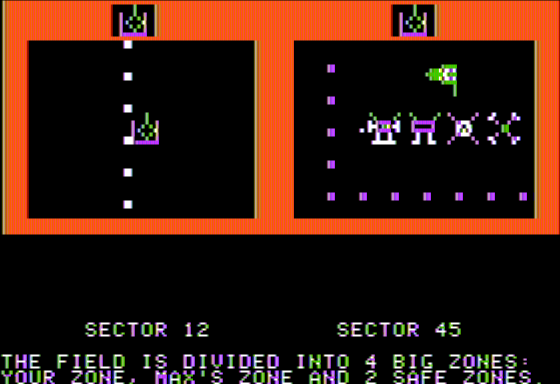 SECTOR 12 SECTOR 45
THE FIELD IS DIVIDED INTO 4 BIG ZONES:
YOUR ZONE, MAX'S ZONE AND 2 SAFE ZONES